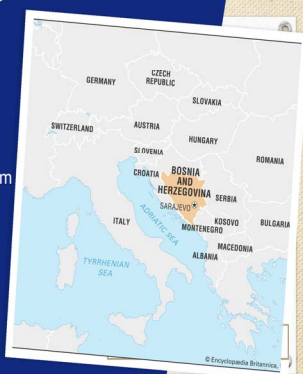 CZECH
REPUBLIC
GERMANY
SLOVAKIA
AUSTRIA
SWITZERLAND
HUNGARY
SLOVENIA
ROMANIA
CROATIA
BOSNIA
AND
HERZEGOVINA
SERBIA
SARAJEVO
m
ADRIATIC SEA
ITALY
KOSOVO
BULGARIA
MONTENEGRO
MACEDONIA
ALBANIA
TYRRHENIAN
SEA
© Encyclopædia Britannica,